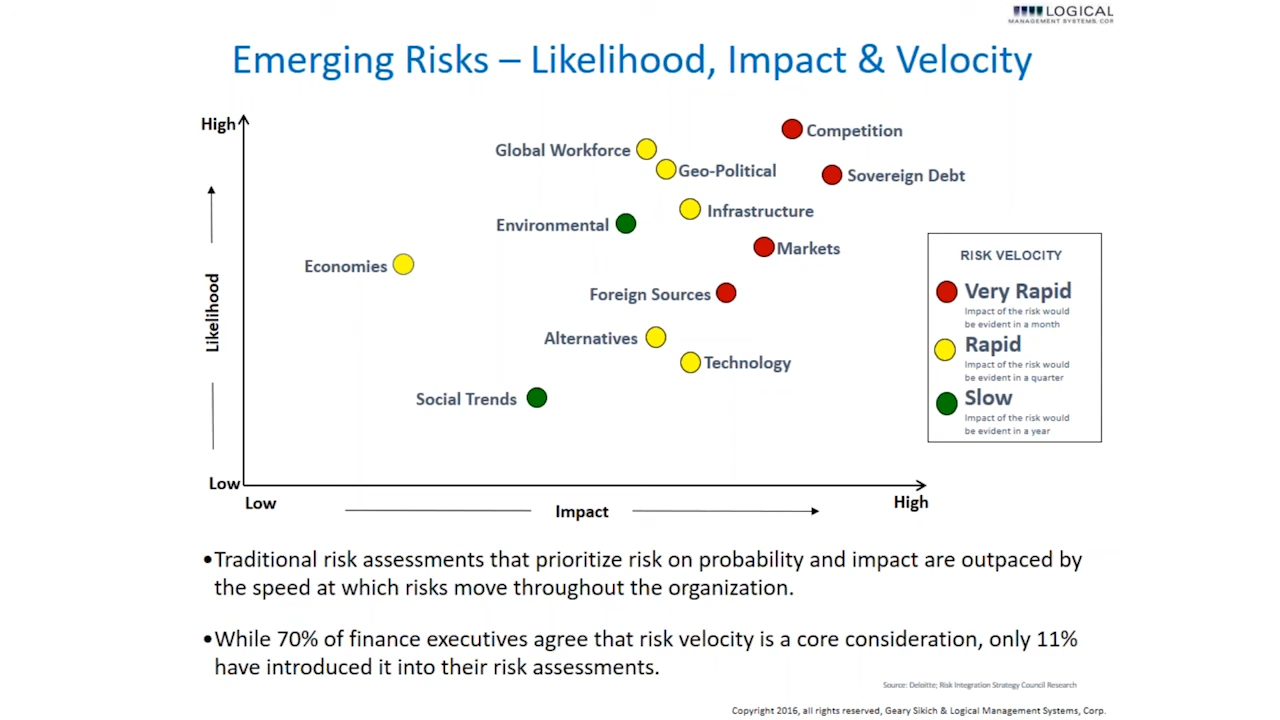 LOGICAL
MANAGEMENT SYSTEMS, COR
Emerging Risks – Likelihood, Impact & Velocity
High
Competition
Global Workforce
Geo-Political
Sovereign Debt
Infrastructure
Environmental
Markets
Economies
Foreign Sources
Likelihood
Alternatives
Technology
Social Trends
RISK VELOCITY
Very Rapid
Impact of the risk would
be evident in a month
Rapid
Impact of the risk would
be evident in a quarter
Slow
Impact of the risk would
be evident in a year
Low
Low
Impact
High
•Traditional risk assessments that prioritize risk on probability and impact are outpaced by
the speed at which risks move throughout the organization.
•While 70% of finance executives agree that risk velocity is a core consideration, only 11%
have introduced it into their risk assessments.
Source: Deloitte; Risk Integration Strategy Council Research
Copyright 2016, all rights reserved, Geary Sikich & Logical Management Systems, Corp.